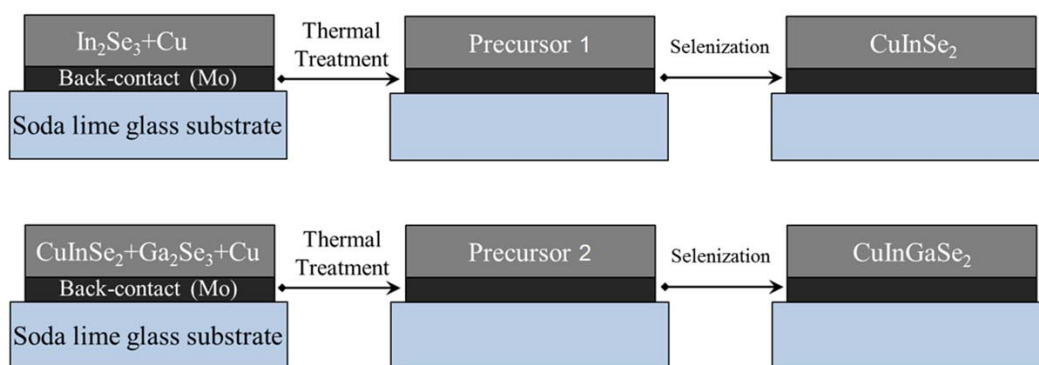 In₂Se₃+Cu
Back-contact (Mo)
Soda lime glass substrate
Thermal
Treatment
Precursor 1
Selenization
CuInSe₂
CuInSe₂+Ga₂Se₃+Cu
Back-contact (Mo)
Soda lime glass substrate
Thermal
Treatment
Precursor 2
Selenization
CuInGaSe₂